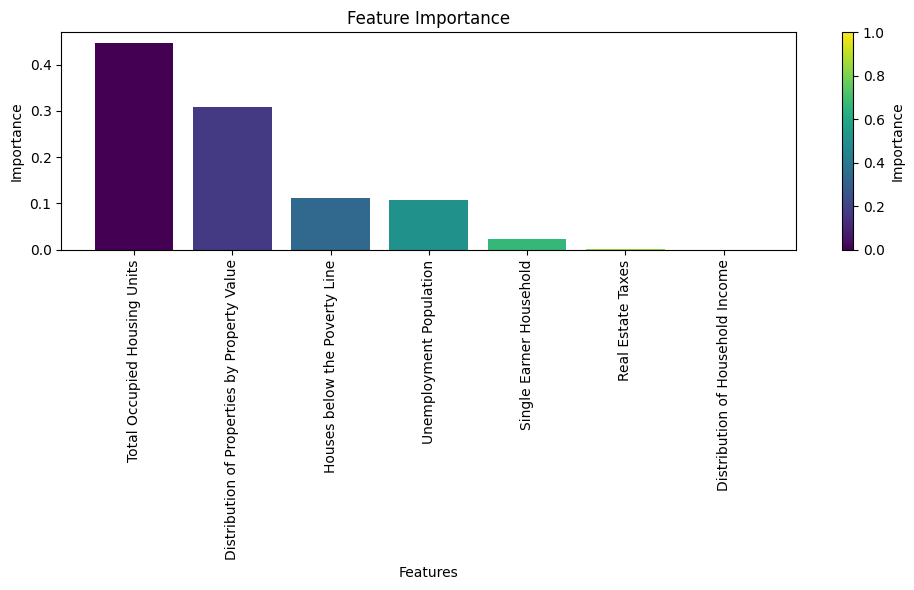 Feature Importance
Importance
0.4
0.3
0.2
0.1
0.0
Total Occupied Housing Units
Distribution of Properties by Property Value
Houses below the Poverty Line
Unemployment Population
Single Earner Household
Real Estate Taxes
Distribution of Household Income
Features
1.0
0.8
0.6
0.4
0.2
0.0
Importance